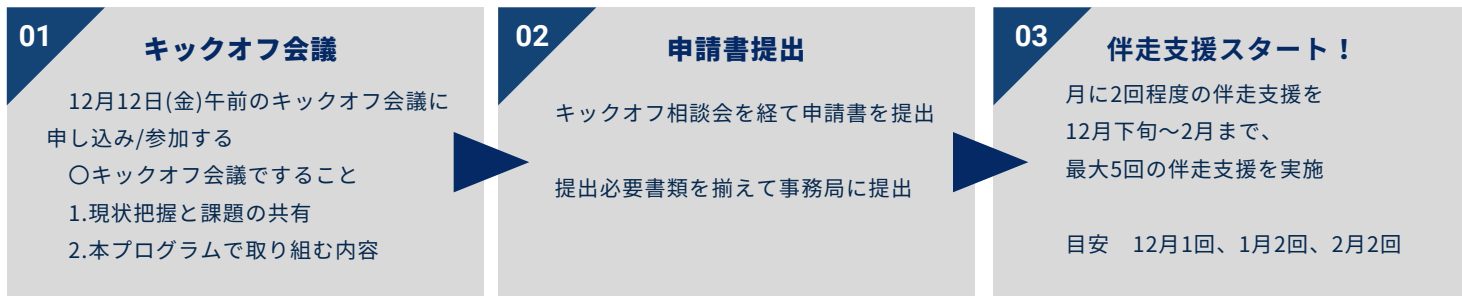 01
キックオフ会議
12月12日(金)午前のキックオフ会議に
申し込み/参加する
〇キックオフ会議ですること
1.現状把握と課題の共有
2.本プログラムで取り組む内容
02
申請書提出
キックオフ相談会を経て申請書を提出
提出必要書類を揃えて事務局に提出
03
伴走支援スタート！
月に2回程度の伴走支援を
12月下旬～2月まで、
最大5回の伴走支援を実施
目安　12月1回、1月2回、2月2回